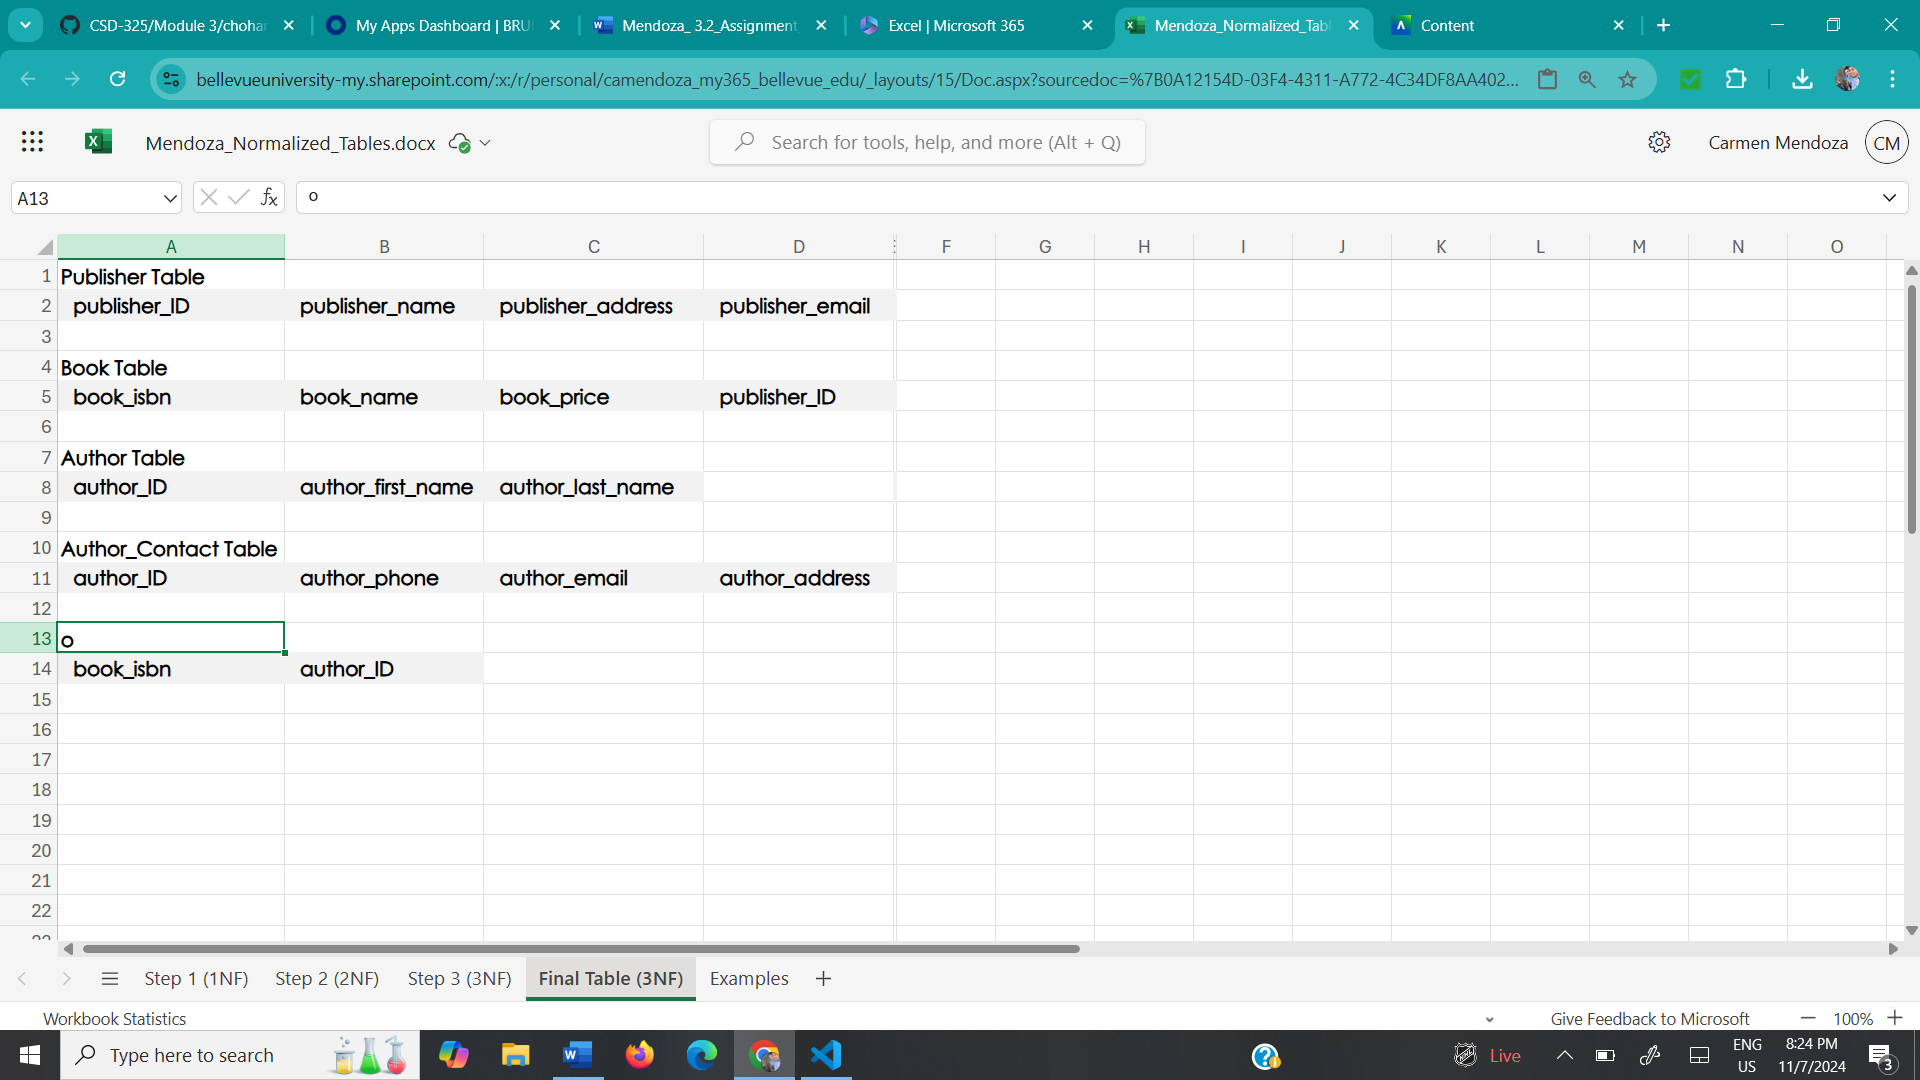 CSD-325/Module 3/choha
My Apps Dashboard | BRU
Mendoza_ 3.2_Assignment
Excel | Microsoft 365
Mendoza_Normalized_Tabl
Content
bellevueuniversity-my.sharepoint.com/:x:/r/personal/camendoza_my365_bellevue_edu/_layouts/15/Doc.aspx?sourcedoc=%7B0A12154D-03F4-4311-A772-4C34DF8AA402...
Mendoza_Normalized_Tables.docx
Search for tools, help, and more (Alt + Q)
Carmen Mendoza
CM
A13
fx
o
A B C D F G H I J K L M N O
1 Publisher Table
2 publisher_ID publisher_name publisher_address publisher_email
3
4 Book Table
5 book_isbn book_name book_price publisher_ID
6
7 Author Table
8 author_ID author_first_name author_last_name
9
10 Author_Contact Table
11 author_ID author_phone author_email author_address
12
13 o
14 book_isbn author_ID
15
16
17
18
19
20
21
22
Step 1 (1NF) Step 2 (2NF) Step 3 (3NF) Final Table (3NF) Examples
Workbook Statistics
Give Feedback to Microsoft
100%
Type here to search
Live
ENG
US
8:24 PM
11/7/2024
3